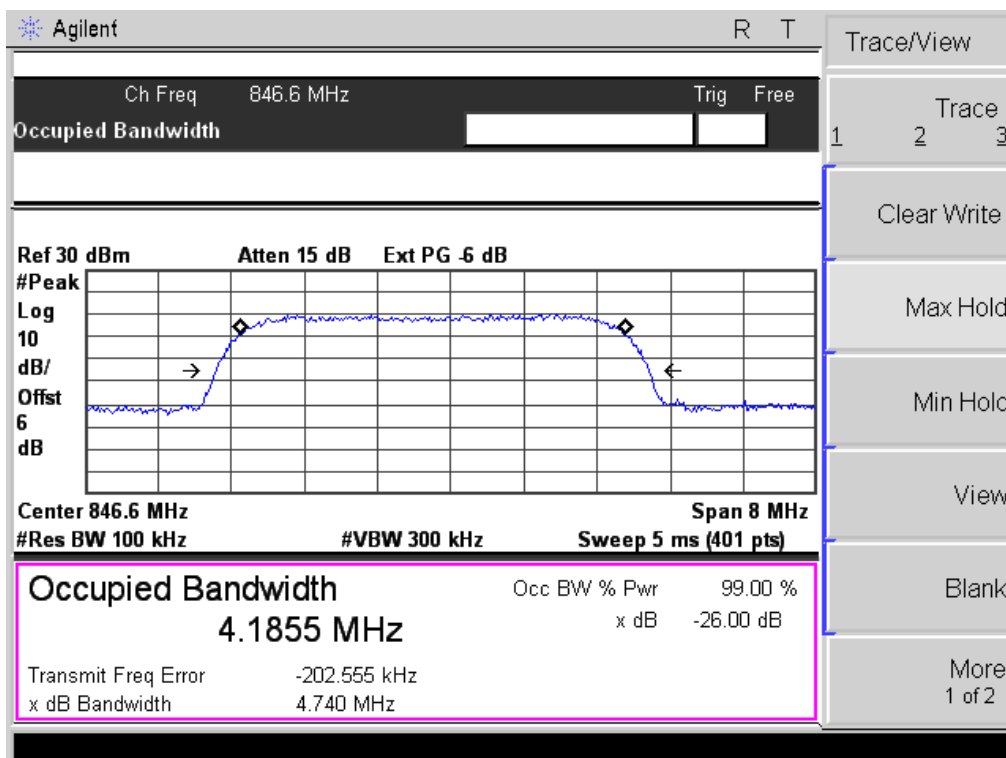 Agilent R T
Ch Freq 846.6 MHz Trig Free
Occupied Bandwidth
Ref 30 dBm Atten 15 dB Ext PG -6 dB
#Peak
Log
10
dB/
Offst
6
dB
Center 846.6 MHz Span 8 MHz
#Res BW 100 kHz #VBW 300 kHz Sweep 5 ms (401 pts)
Occupied Bandwidth Occ BW % Pwr 99.00 %
4.1855 MHz x dB -26.00 dB
Transmit Freq Error -202.555 kHz
x dB Bandwidth 4.740 MHz
Trace/View
Trace
1 2 3
Clear Write
Max Hold
Min Hold
View
Blank
More
1 of 2